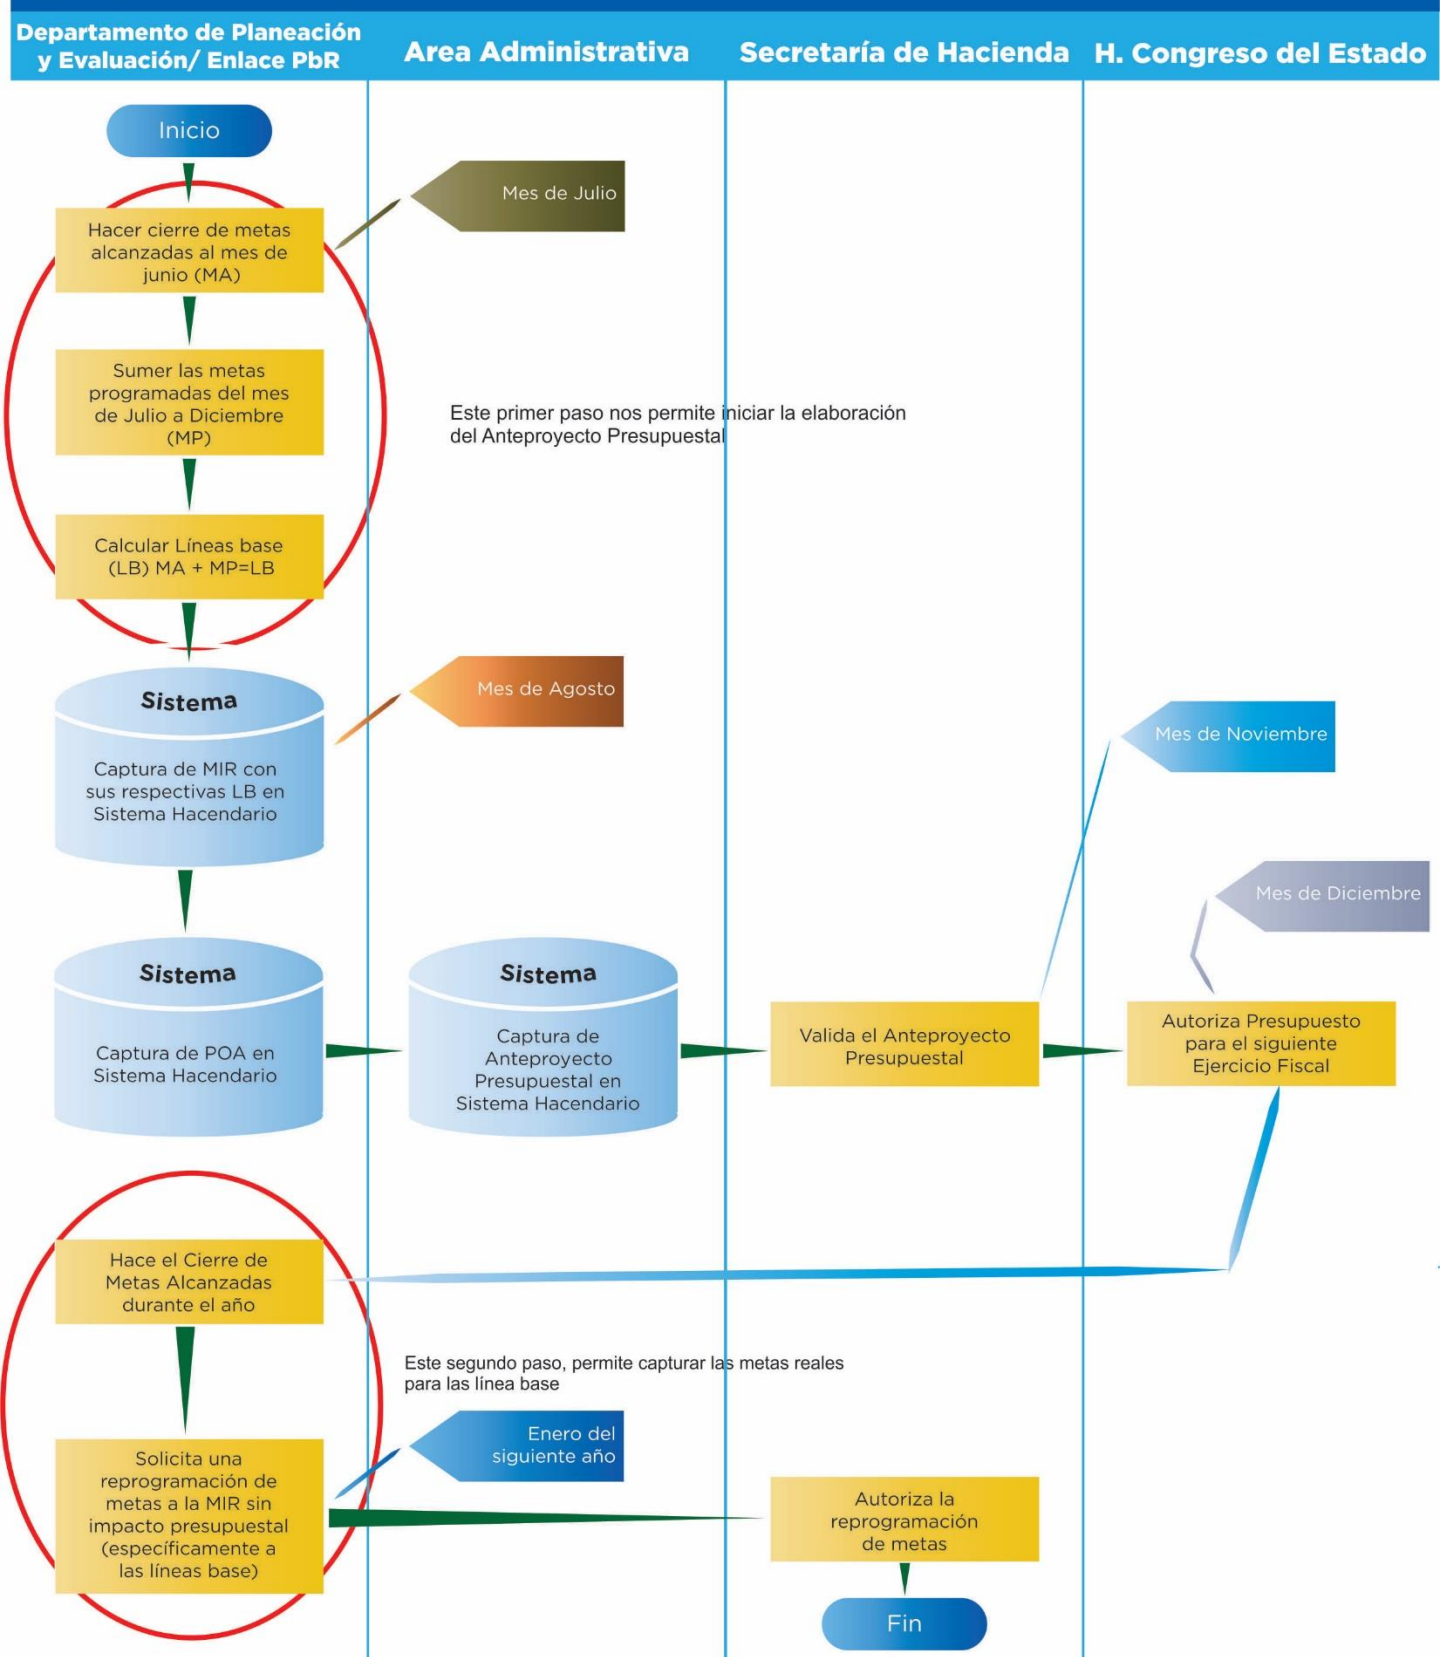 Departamento de Planeación
y Evaluación/ Enlace PbR
Area Administrativa
Secretaría de Hacienda
H. Congreso del Estado
Inicio
Mes de Julio
Hacer cierre de metas
alcanzadas al mes de
junio (MA)
Sumer las metas
programadas del mes
de Julio a Diciembre
(MP)
Este primer paso nos permite iniciar la elaboración
del Anteproyecto Presupuestal
Calcular Líneas base
(LB) MA + MP=LB
Mes de Agosto
Sistema
Captura de MIR con
sus respectivas LB en
Sistema Hacendario
Mes de Noviembre
Mes de Diciembre
Sistema
Captura de POA en
Sistema Hacendario
Sistema
Captura de
Anteproyecto
Presupuestal en
Sistema Hacendario
Valida el Anteproyecto
Presupuestal
Autoriza Presupuesto
para el siguiente
Ejercicio Fiscal
Hace el Cierre de
Metas Alcanzadas
durante el año
Este segundo paso, permite capturar las metas reales
para las línea base
Enero del
siguiente año
Solicita una
reprogramación de
metas a la MIR sin
impacto presupuestal
(específicamente a
las líneas base)
Autoriza la
reprogramación
de metas
Fin